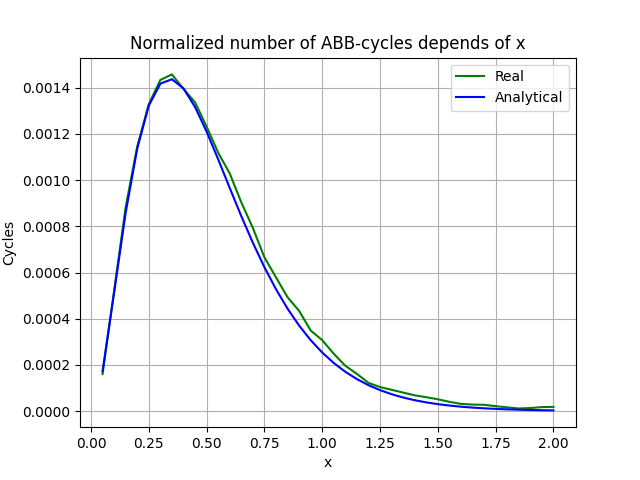 Normalized number of ABB-cycles depends of x
Real
Analytical
Cycles
0.0014
0.0012
0.0010
0.0008
0.0006
0.0004
0.0002
0.0000
0.00 0.25 0.50 0.75 1.00 1.25 1.50 1.75 2.00
x